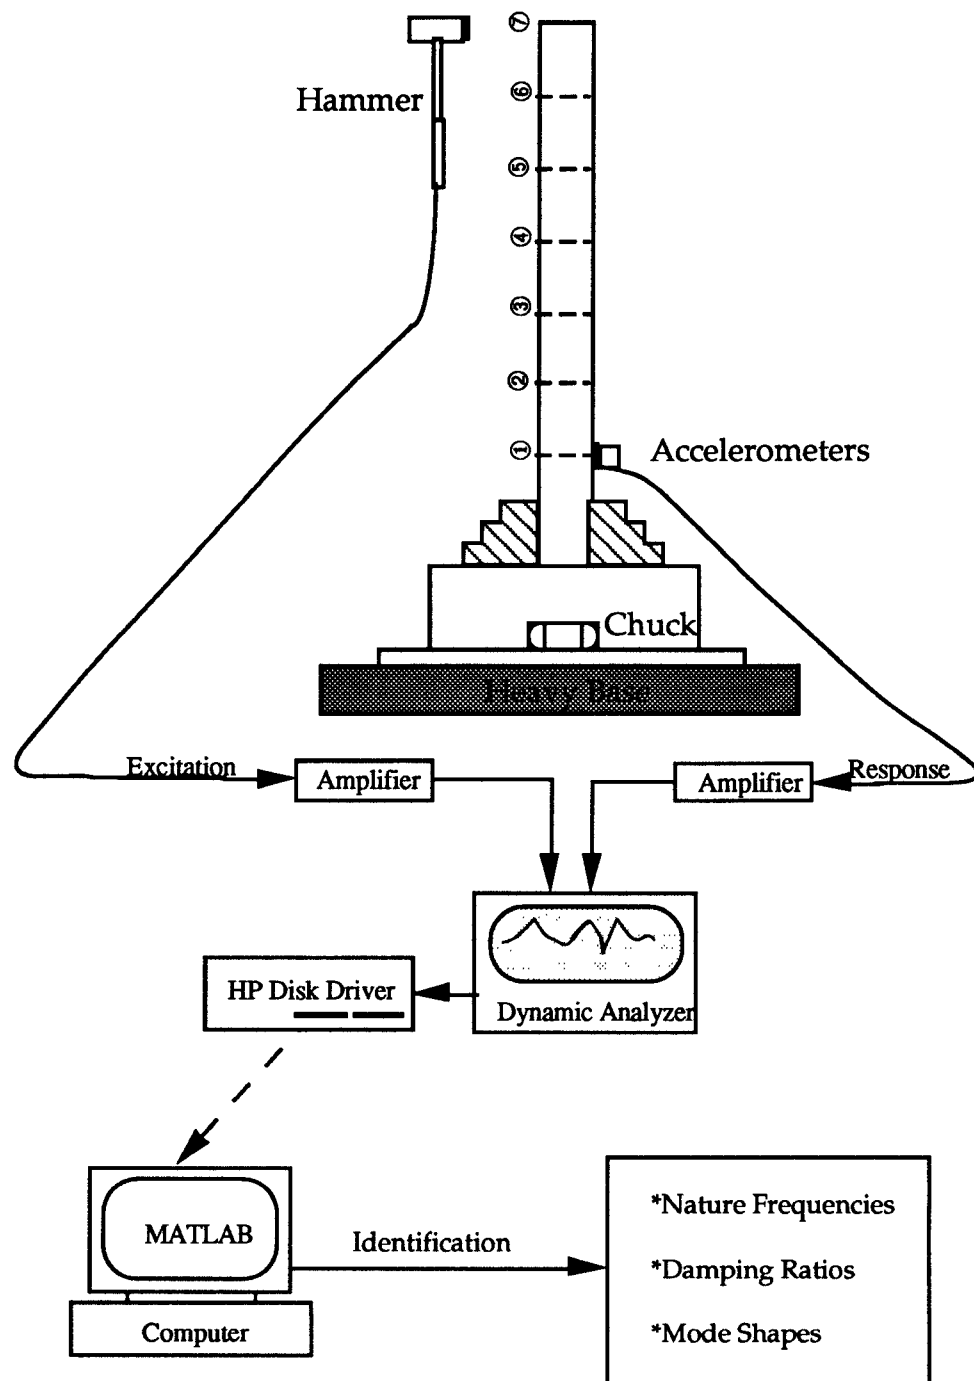 ⑦
Hammer
⑥
⑤
④
③
②
①
Accelerometers
Chuck
Heavy Base
Excitation
Amplifier
Amplifier
Response
HP Disk Driver
Dynamic Analyzer
MATLAB
Identification
Computer
*Nature Frequencies
*Damping Ratios
*Mode Shapes